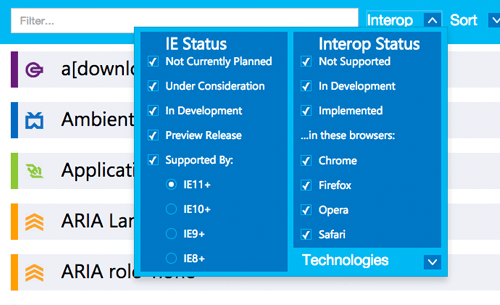 Filter...
Interop
Sort
IE Status
Not Currently Planned
Under Consideration
In Development
Preview Release
Supported By:
IE11+
IE10+
IE9+
IE8+
Interop Status
Not Supported
In Development
Implemented
...in these browsers:
Chrome
Firefox
Opera
Safari
Technologies
a[downlo
Ambient
Applicati
ARIA Lan
ARIA role